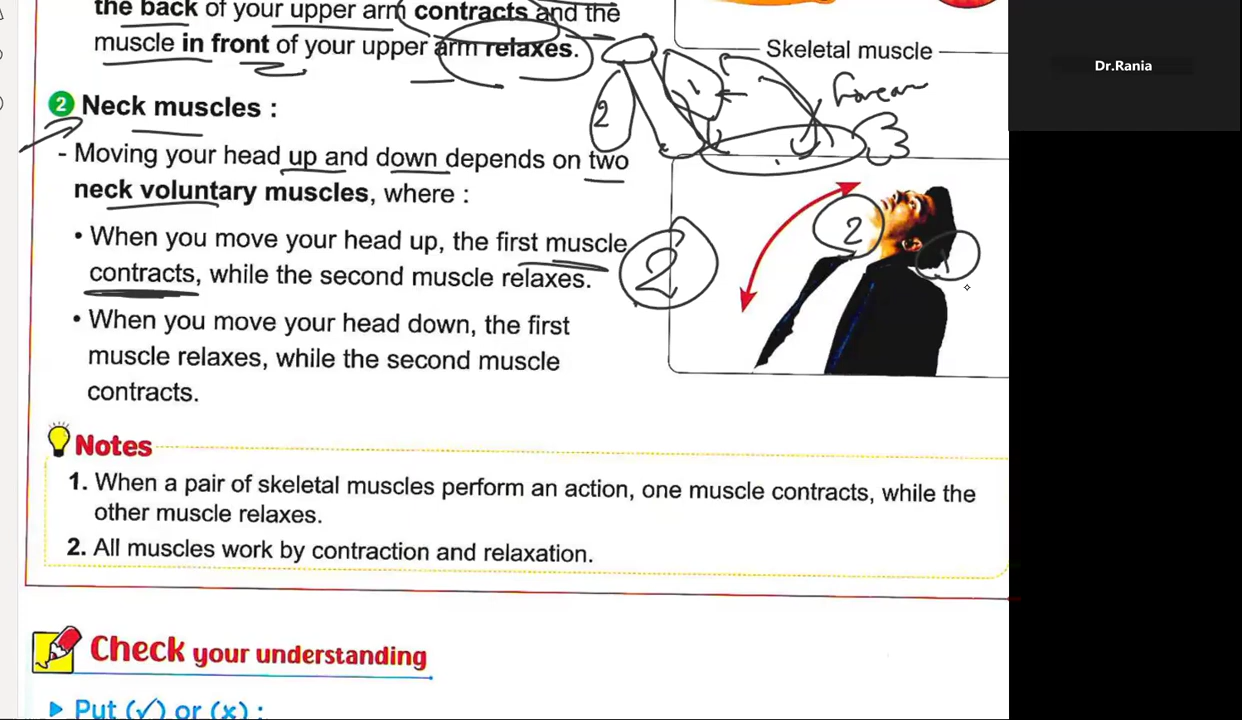 the back of your upper arm contracts and the
muscle in front of your upper arm relaxes.
Skeletal muscle
Dr.Rania
2
1
2 Neck muscles :
- Moving your head up and down depends on two
neck voluntary muscles, where :
• When you move your head up, the first muscle
contracts, while the second muscle relaxes.
2
2
1
• When you move your head down, the first
muscle relaxes, while the second muscle
contracts.
Notes
1. When a pair of skeletal muscles perform an action, one muscle contracts, while the
other muscle relaxes.
2. All muscles work by contraction and relaxation.
Check your understanding
Put (✓) or (x) :